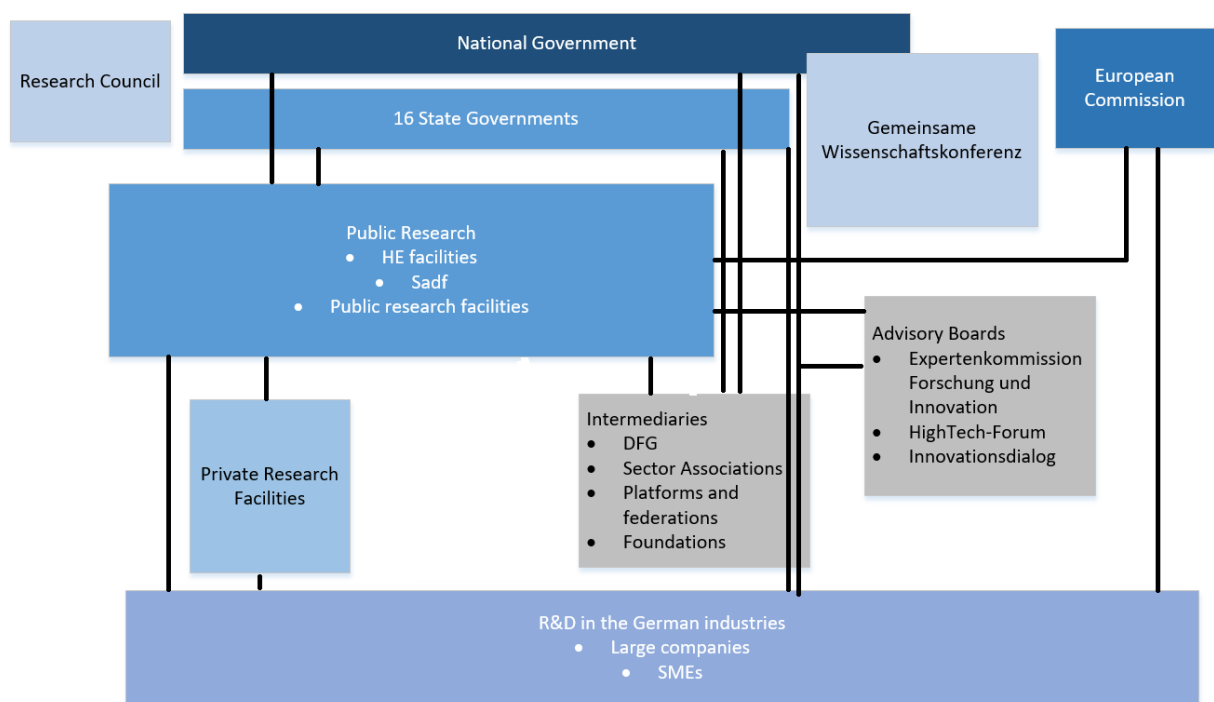 National Government
Research Council
European
Commission
16 State Governments
Gemeinsame
Wissenschaftskonferenz
Public Research
• HE facilities
• Sadf
• Public research facilities
Advisory Boards
• Expertenkommission
Forschung und
Innovation
• HighTech-Forum
• Innovationsdialog
Intermediaries
• DFG
• Sector Associations
• Platforms and
federations
• Foundations
Private Research
Facilities
R&D in the German industries
• Large companies
• SMEs